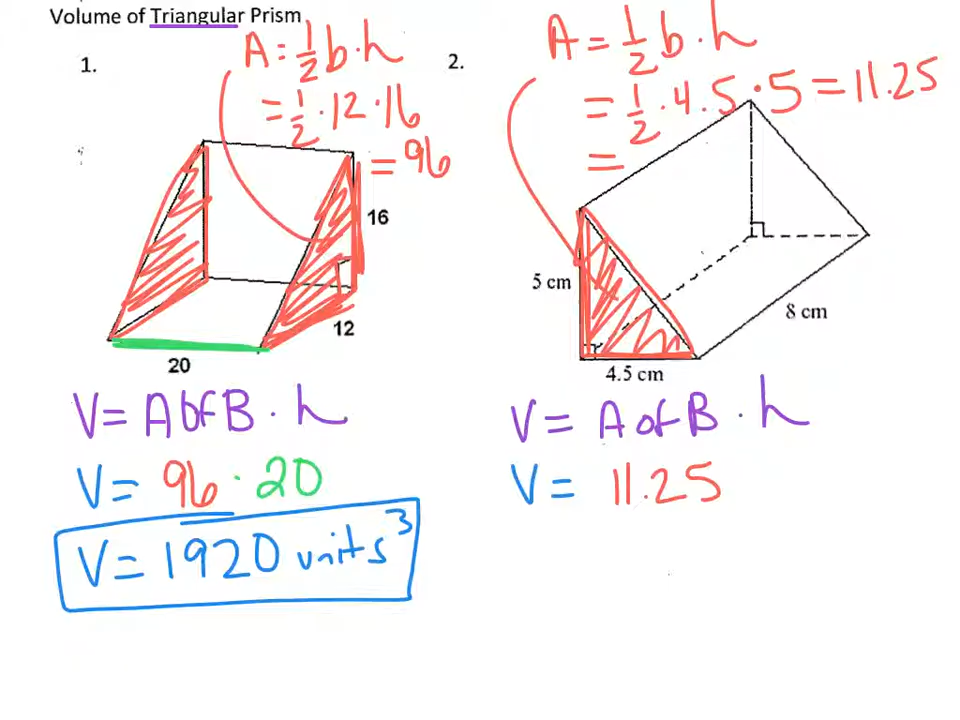 Volume of Triangular Prism
1.
A = 1/2 b · h
= 1/2 · 12 · 16
= 96
16
12
20
V = A of B · h
V = 96 · 20
V = 1920 units³
2.
A = 1/2 b · h
= 1/2 · 4.5 · 5 = 11.25
=
5 cm
8 cm
4.5 cm
V = A of B · h
V = 11.25